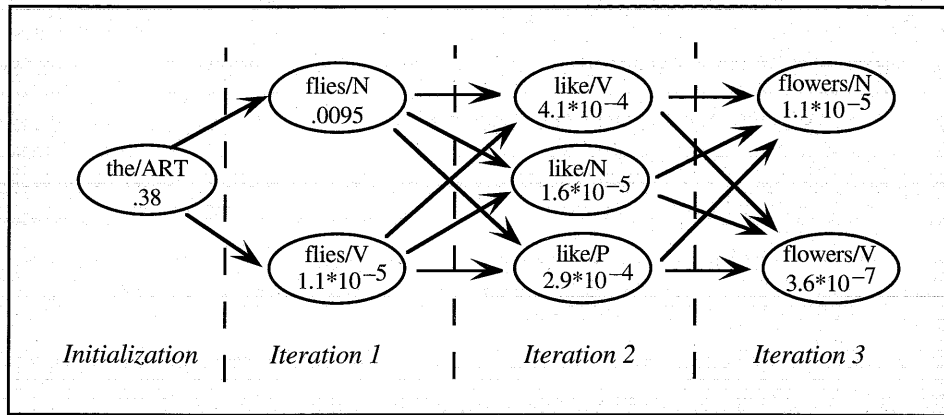 the/ART
.38
flies/N
.0095
flies/V
1.1*10⁻⁵
like/V
4.1*10⁻⁴
like/N
1.6*10⁻⁵
like/P
2.9*10⁻⁴
flowers/N
1.1*10⁻⁵
flowers/V
3.6*10⁻⁷
Initialization
Iteration 1
Iteration 2
Iteration 3